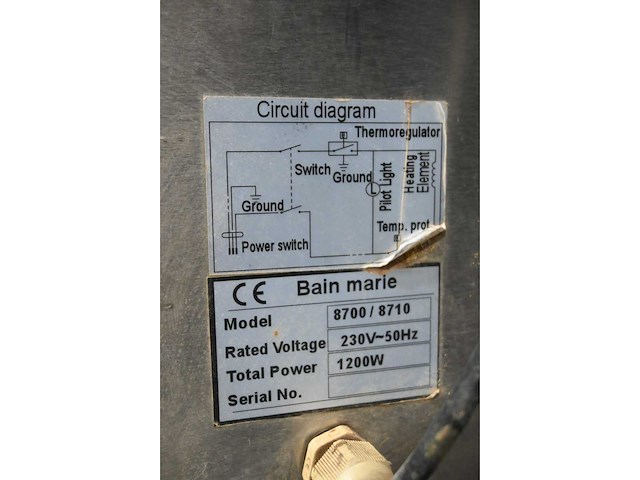 Circuit diagram
Thermoregulator
Switch
Ground
Pilot Light
Heating
Element
Ground
L
Temp. prot
Power switch
CE Bain marie
Model 8700 / 8710
Rated Voltage 230V~50Hz
Total Power 1200W
Serial No.